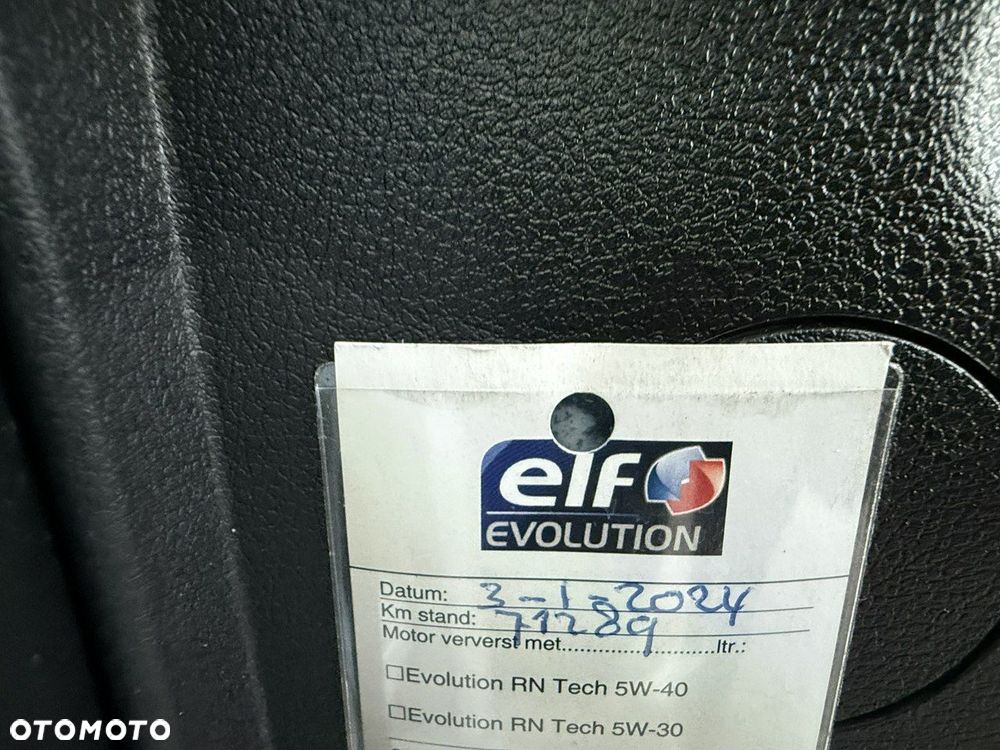 elf
EVOLUTION
Datum: 3-1-2024
Km stand: 71289
Motor ververst met.........................ltr.:
Evolution RN Tech 5W-40
Evolution RN Tech 5W-30
OTOMOTO